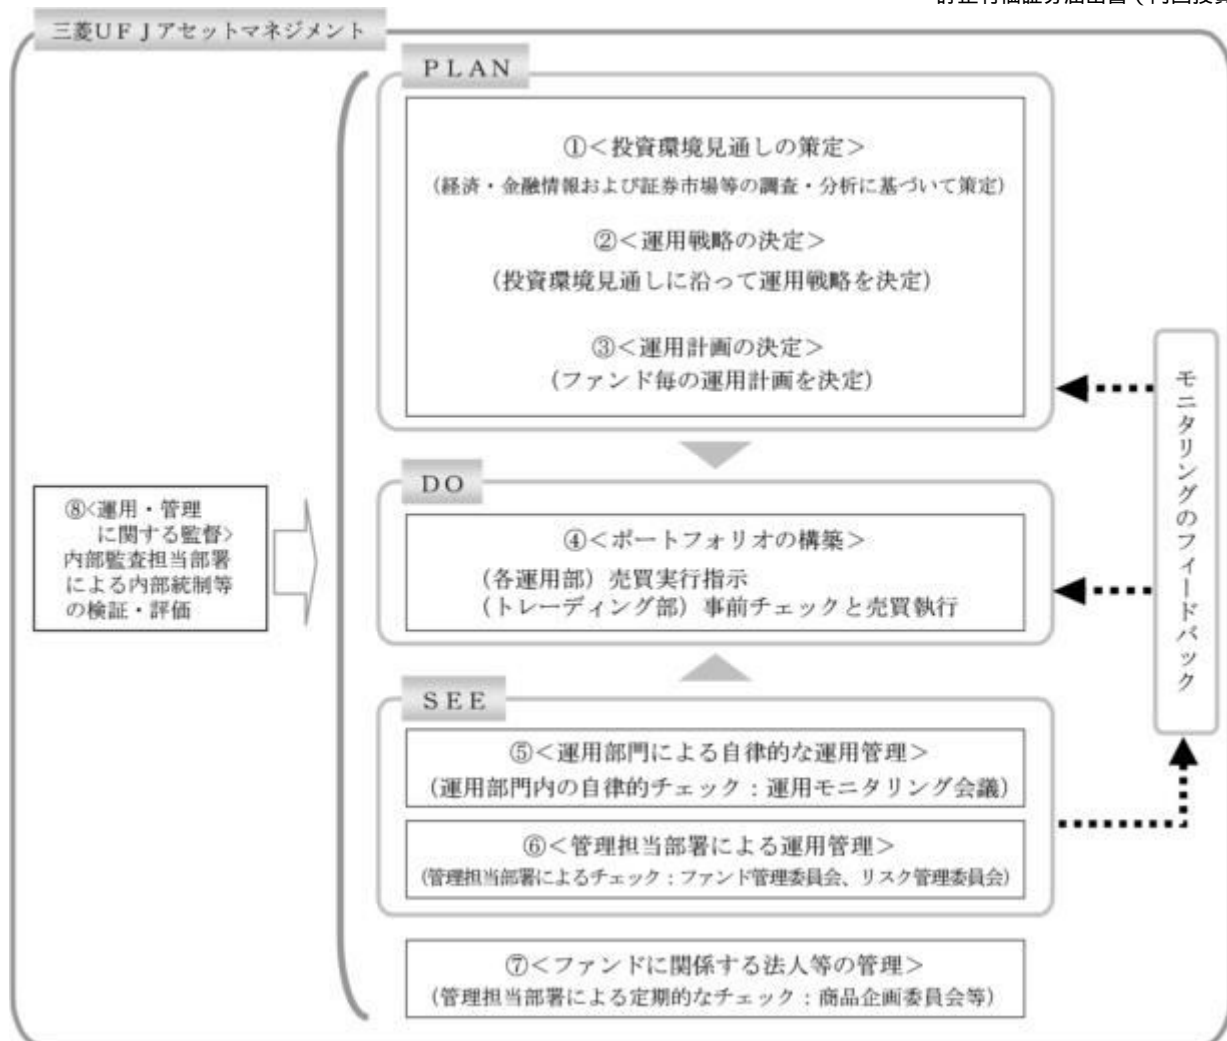 三菱ＵＦＪアセットマネジメント
ＰＬＡＮ
①＜投資環境見通しの策定＞
（経済・金融情報および証券市場等の調査・分析に基づいて策定）
②＜運用戦略の決定＞
（投資環境見通しに沿って運用戦略を決定）
③＜運用計画の決定＞
（ファンド毎の運用計画を決定）
ＤＯ
④＜ポートフォリオの構築＞
（各運用部）売買実行指示
（トレーディング部）事前チェックと売買執行
⑧<運用・管理
に関する監督>
内部監査担当部署
による内部統制等
の検証・評価
モニタリングのフィードバック
ＳＥＥ
⑤＜運用部門による自律的な運用管理＞
（運用部門内の自律的チェック：運用モニタリング会議）
⑥＜管理担当部署による運用管理＞
（管理担当部署によるチェック：ファンド管理委員会、リスク管理委員会）
⑦＜ファンドに関係する法人等の管理＞
（管理担当部署による定期的なチェック：商品企画委員会等）